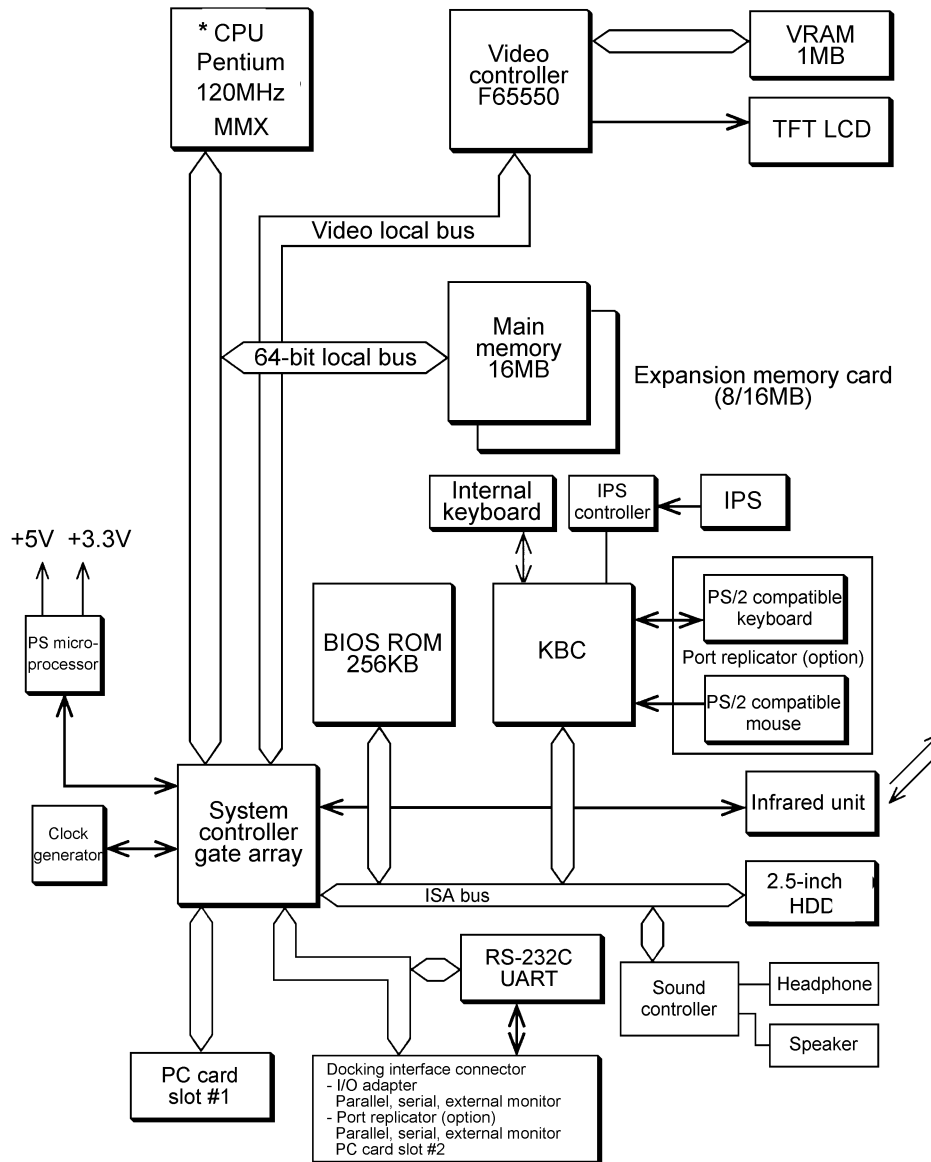 * CPU
Pentium
120MHz
MMX
Video
controller
F65550
VRAM
1MB
TFT LCD
Video local bus
Main
memory
16MB
64-bit local bus
Expansion memory card
(8/16MB)
Internal
keyboard
IPS
controller
IPS
+5V
+3.3V
PS micro-
processor
BIOS ROM
256KB
KBC
PS/2 compatible
keyboard
Port replicator (option)
PS/2 compatible
mouse
System
controller
gate array
Infrared unit
Clock
generator
ISA bus
2.5-inch
HDD
RS-232C
UART
Sound
controller
Headphone
Speaker
PC card
slot #1
Docking interface connector
- I/O adapter
Parallel, serial, external monitor
- Port replicator (option)
Parallel, serial, external monitor
PC card slot #2